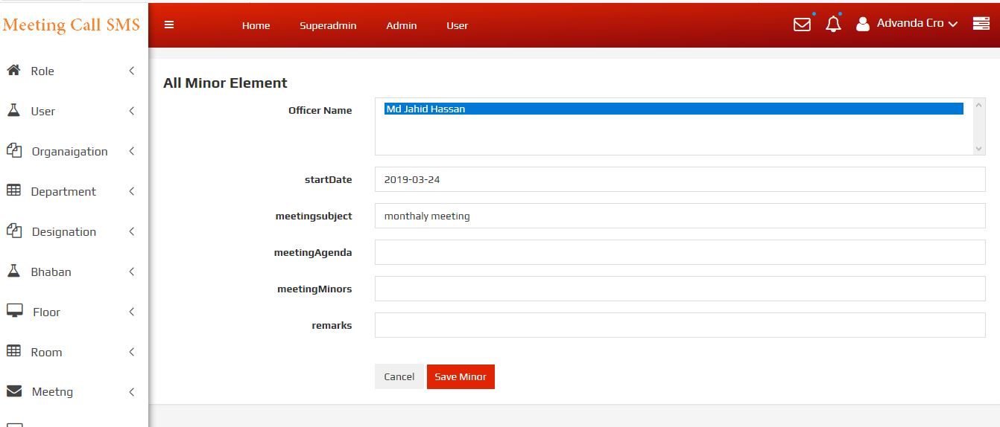 Meeting Call SMS
Home Superadmin Admin User Advanda Cro
Role
User
Organaigation
Department
Designation
Bhaban
Floor
Room
Meetng
All Minor Element
Officer Name Md Jahid Hassan
startDate 2019-03-24
meetingsubject monthaly meeting
meetingAgenda
meetingMinors
remarks
Cancel Save Minor